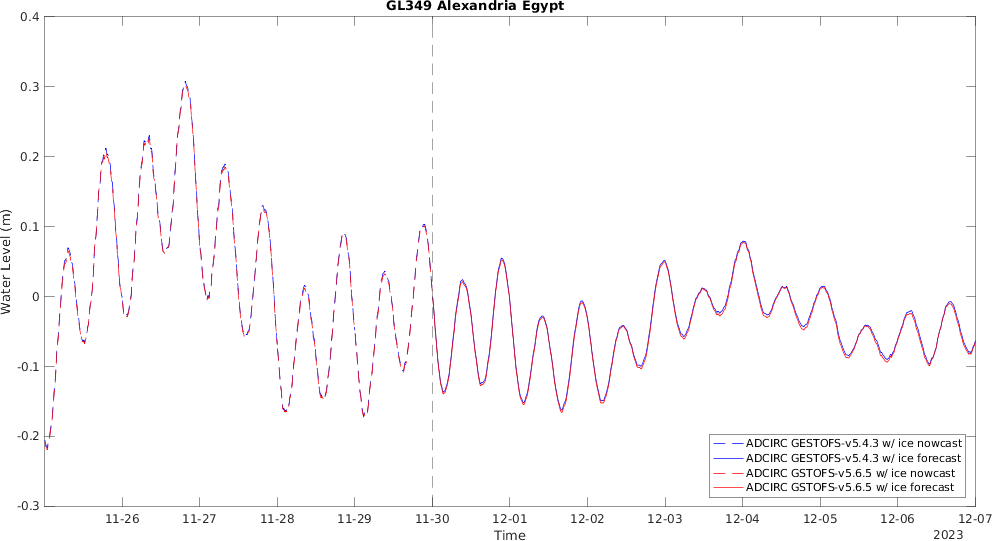 GL349 Alexandria Egypt
0.4
0.3
0.2
0.1
0
-0.1
-0.2
-0.3
Water Level (m)
ADCIRC GESTOFS-v5.4.3 w/ ice nowcast
ADCIRC GESTOFS-v5.4.3 w/ ice forecast
ADCIRC GSTOFS-v5.6.5 w/ ice nowcast
ADCIRC GSTOFS-v5.6.5 w/ ice forecast
11-26 11-27 11-28 11-29 11-30 12-01 12-02 12-03 12-04 12-05 12-06 12-07
Time
2023